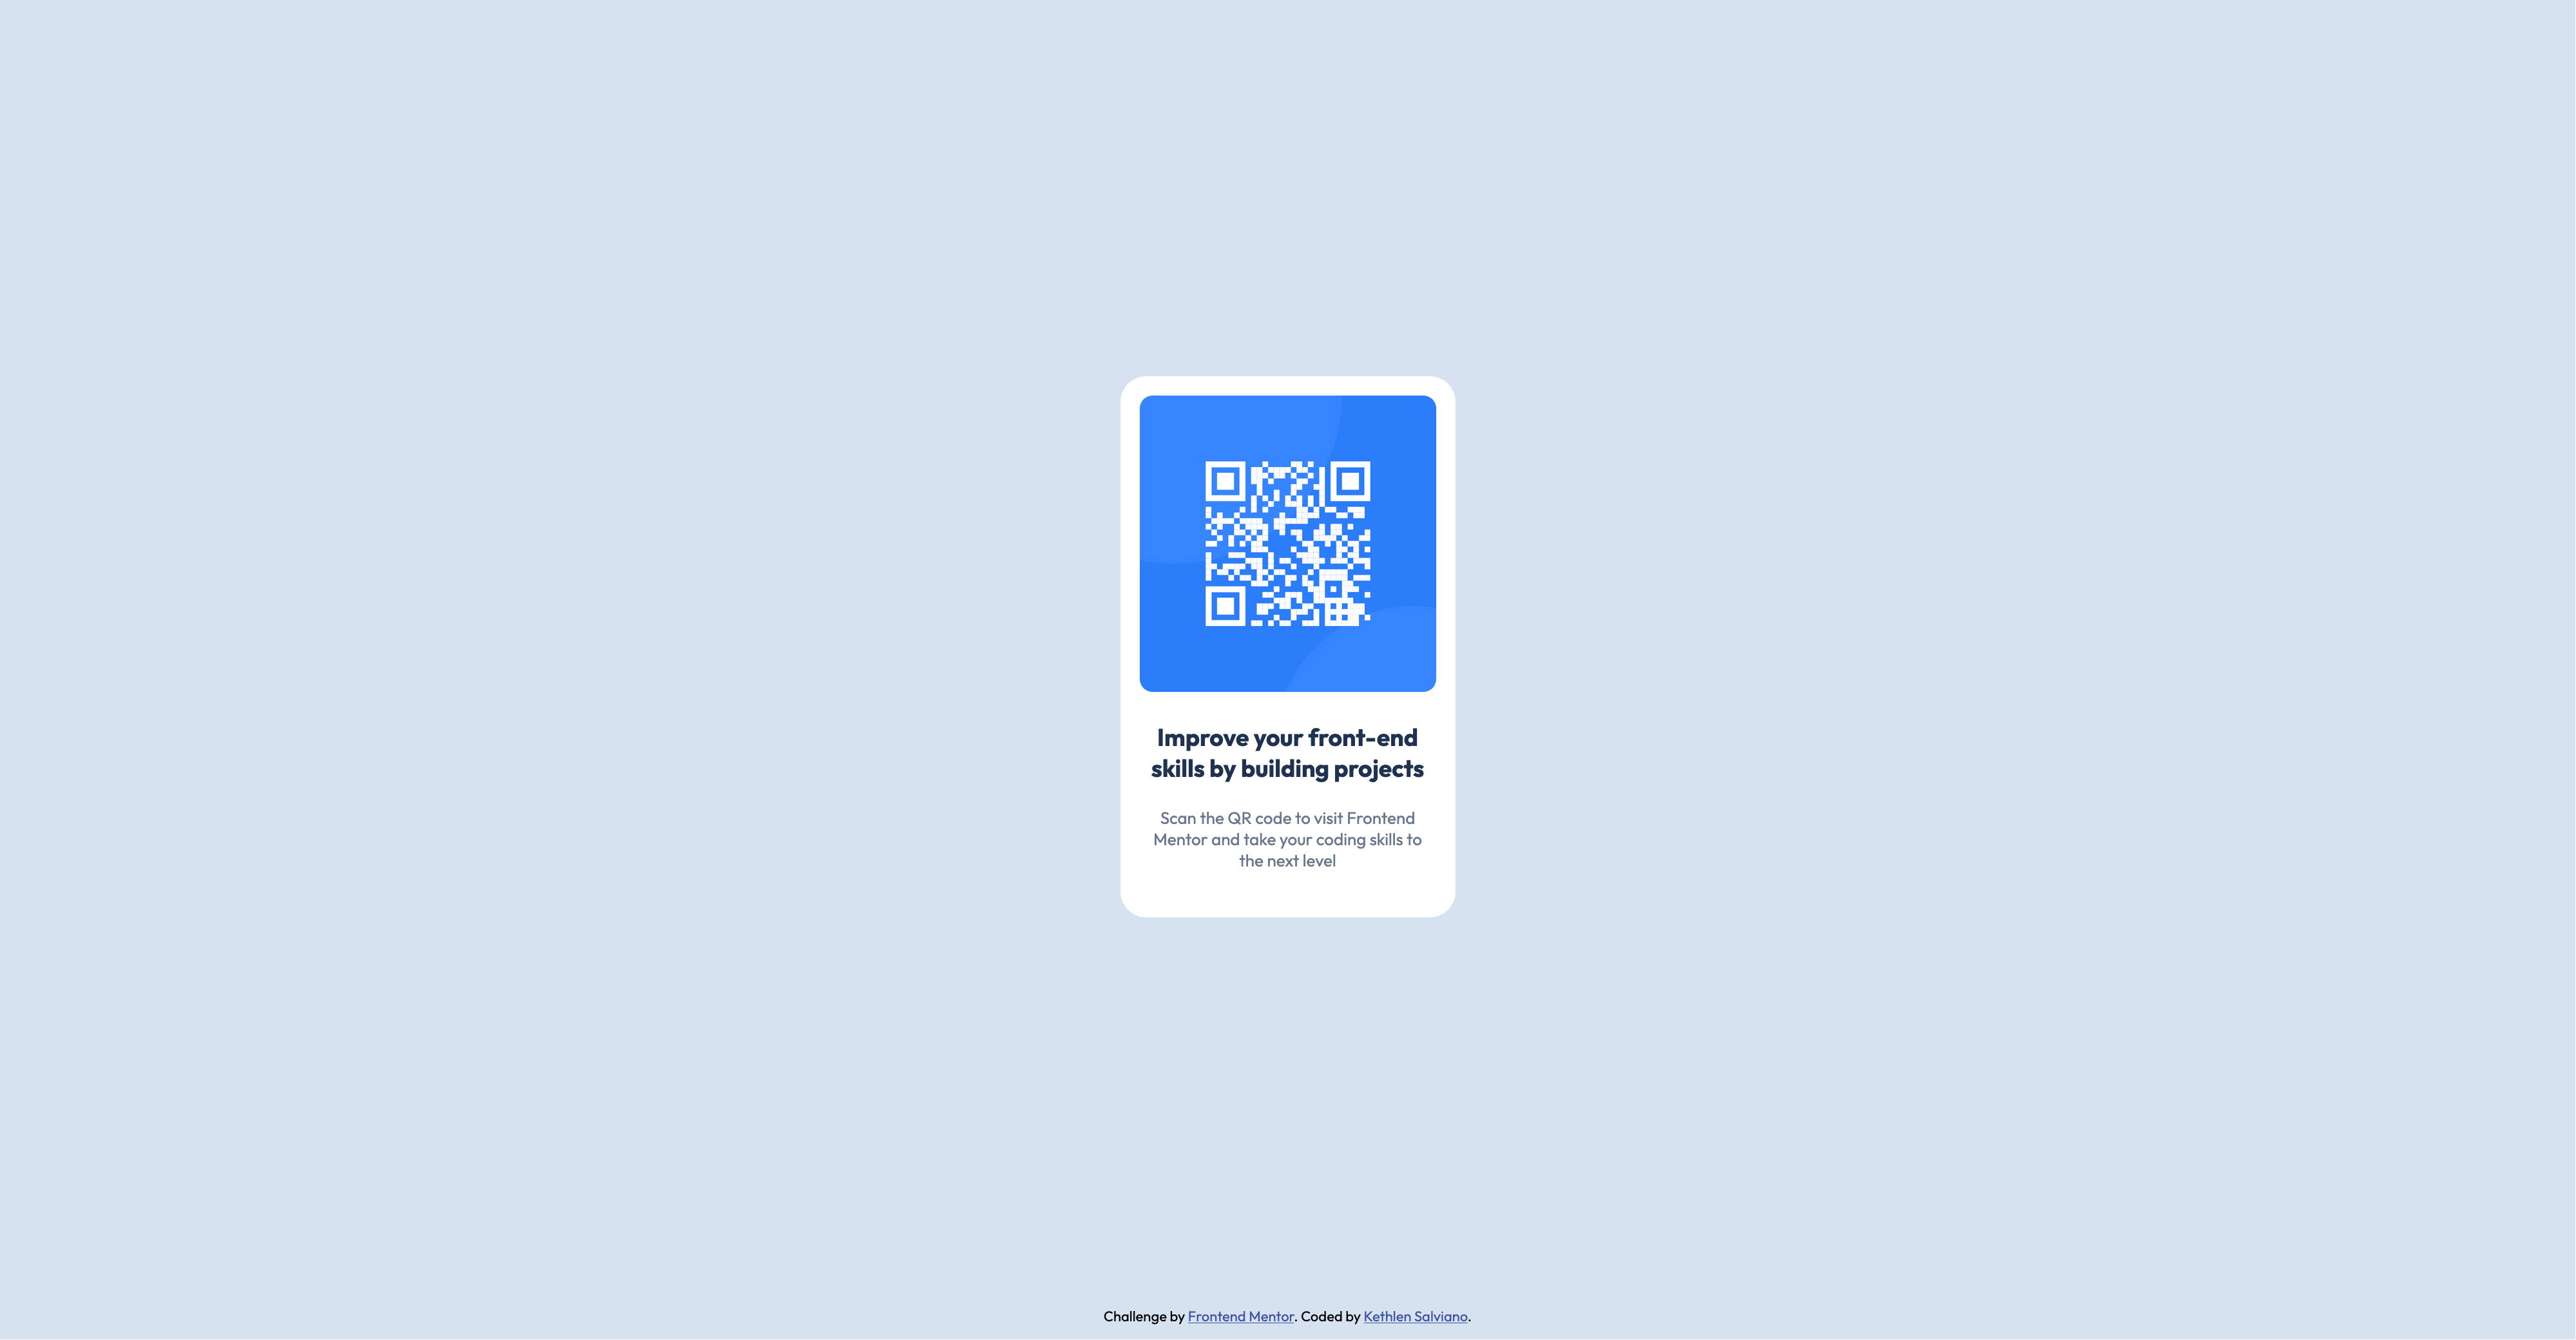 Improve your front-end
skills by building projects
Scan the QR code to visit Frontend
Mentor and take your coding skills to
the next level
Challenge by Frontend Mentor. Coded by Kethlen Salviano.